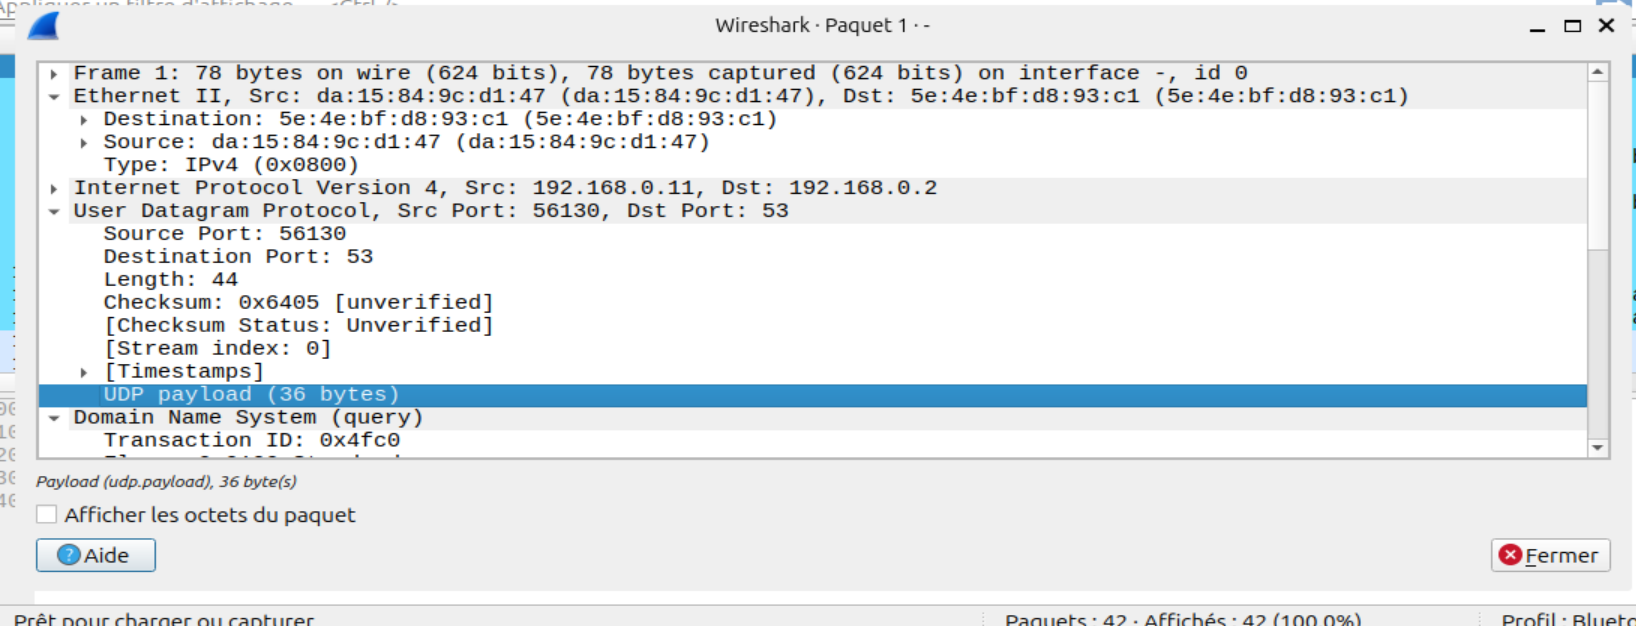 Appliquer un filtre d'affichage ... <Ctrl-/>
Wireshark · Paquet 1 · -
Frame 1: 78 bytes on wire (624 bits), 78 bytes captured (624 bits) on interface -, id 0
Ethernet II, Src: da:15:84:9c:d1:47 (da:15:84:9c:d1:47), Dst: 5e:4e:bf:d8:93:c1 (5e:4e:bf:d8:93:c1)
Destination: 5e:4e:bf:d8:93:c1 (5e:4e:bf:d8:93:c1)
Source: da:15:84:9c:d1:47 (da:15:84:9c:d1:47)
Type: IPv4 (0x0800)
Internet Protocol Version 4, Src: 192.168.0.11, Dst: 192.168.0.2
User Datagram Protocol, Src Port: 56130, Dst Port: 53
Source Port: 56130
Destination Port: 53
Length: 44
Checksum: 0x6405 [unverified]
[Checksum Status: Unverified]
[Stream index: 0]
[Timestamps]
UDP payload (36 bytes)
Domain Name System (query)
Transaction ID: 0x4fc0
Payload (udp.payload), 36 byte(s)
Afficher les octets du paquet
Aide
Fermer
Prêt pour charger ou capturer
Paquets : 42 · Affichés : 42 (100.0%)
Profil : Blueto